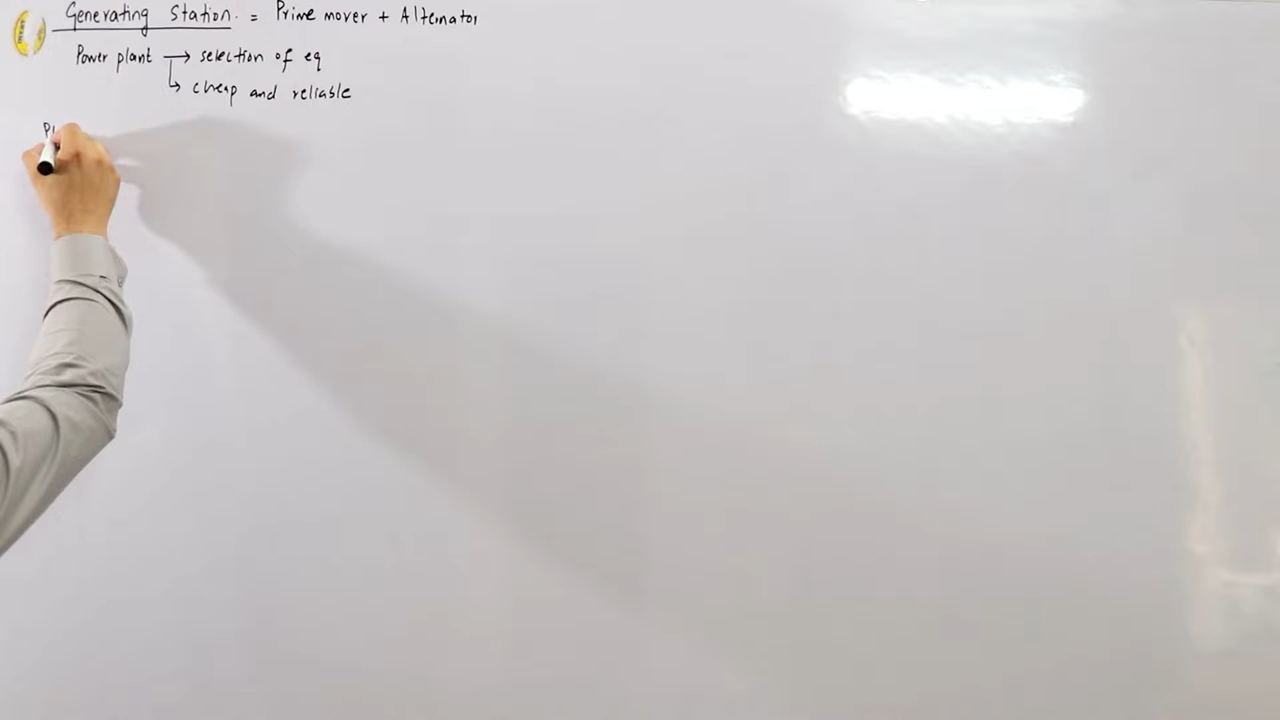 Generating Station. = Prime mover + Alternator
Power plant → selection of eq
↳ cheap and reliable